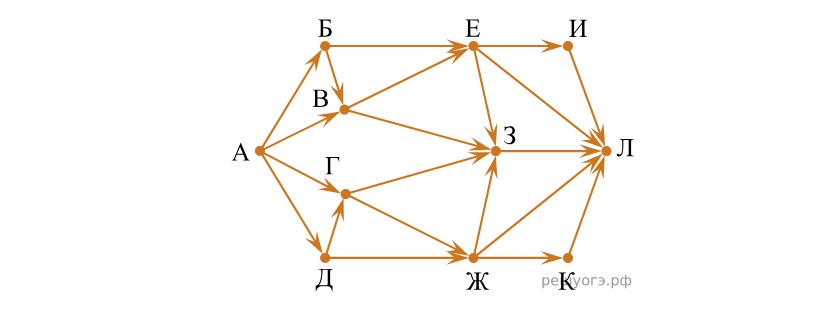 Б Е И
В
З
А Л
Г
Д Ж К
решуогэ.рф